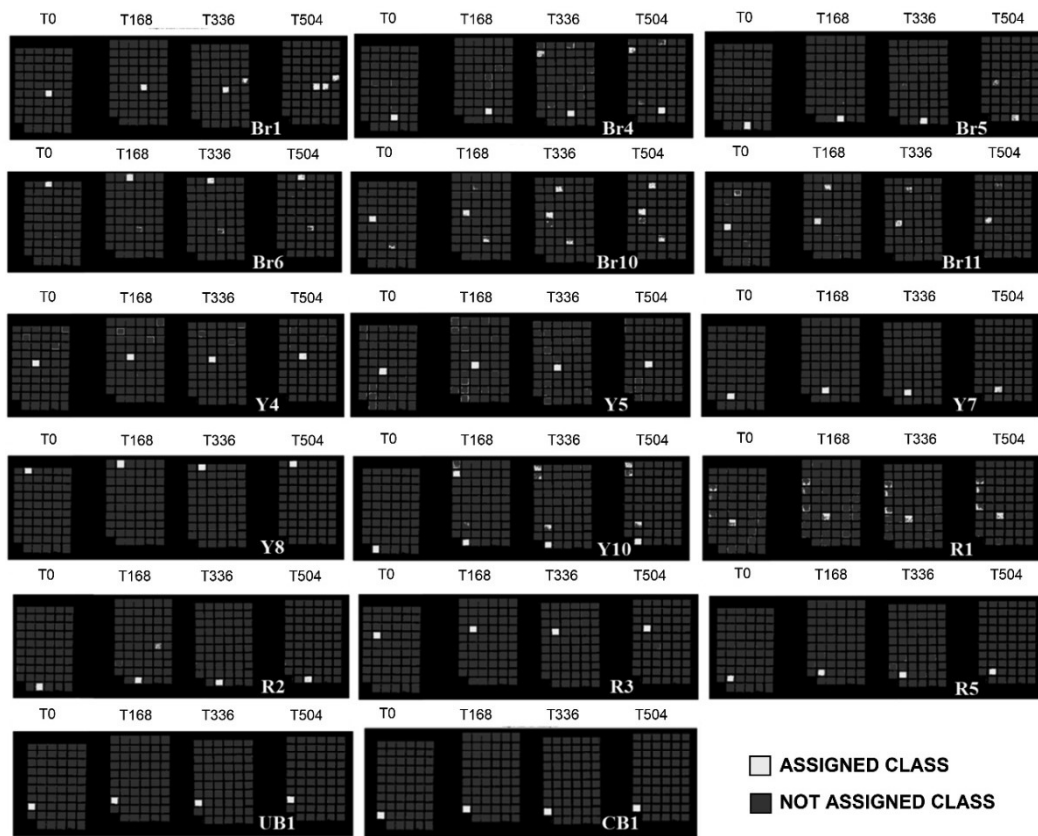 T0 T168 T336 T504 T0 T168 T336 T504 T0 T168 T336 T504
Br1 Br4 Br5
T0 T168 T336 T504 T0 T168 T336 T504 T0 T168 T336 T504
Br6 Br10 Br11
T0 T168 T336 T504 T0 T168 T336 T504 T0 T168 T336 T504
Y4 Y5 Y7
T0 T168 T336 T504 T0 T168 T336 T504 T0 T168 T336 T504
Y8 Y10 R1
T0 T168 T336 T504 T0 T168 T336 T504 T0 T168 T336 T504
R2 R3 R5
T0 T168 T336 T504 T0 T168 T336 T504
ASSIGNED CLASS
NOT ASSIGNED CLASS
UB1 CB1